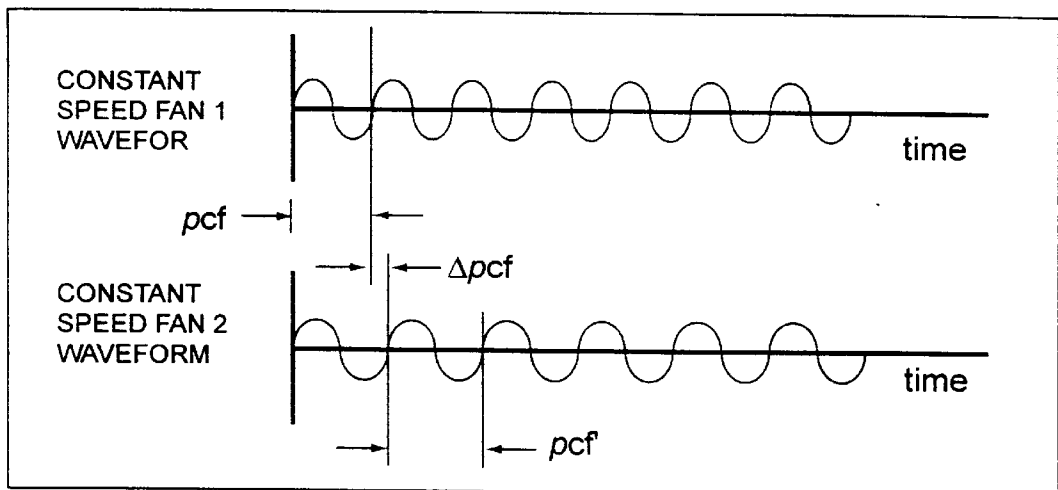 CONSTANT
SPEED FAN 1
WAVEFOR
time
pcf
Δpcf
CONSTANT
SPEED FAN 2
WAVEFORM
time
pcf'